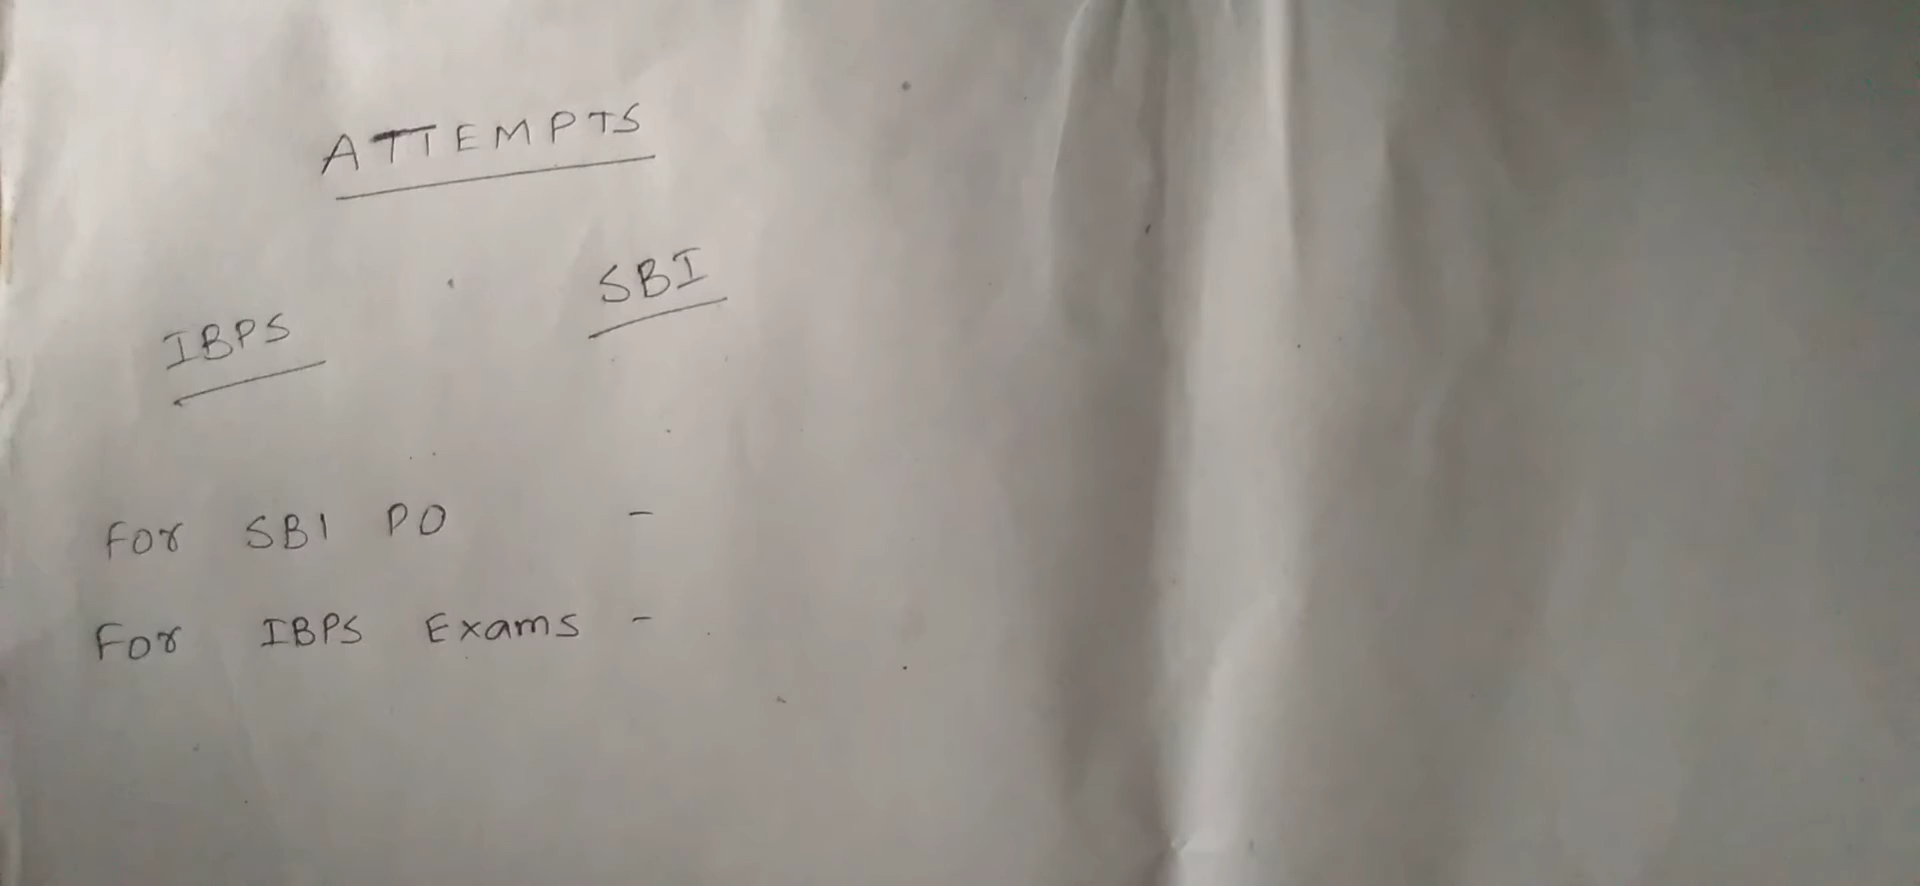 ATTEMPTS
IBPS SBI
For SBI PO -
For IBPS Exams -